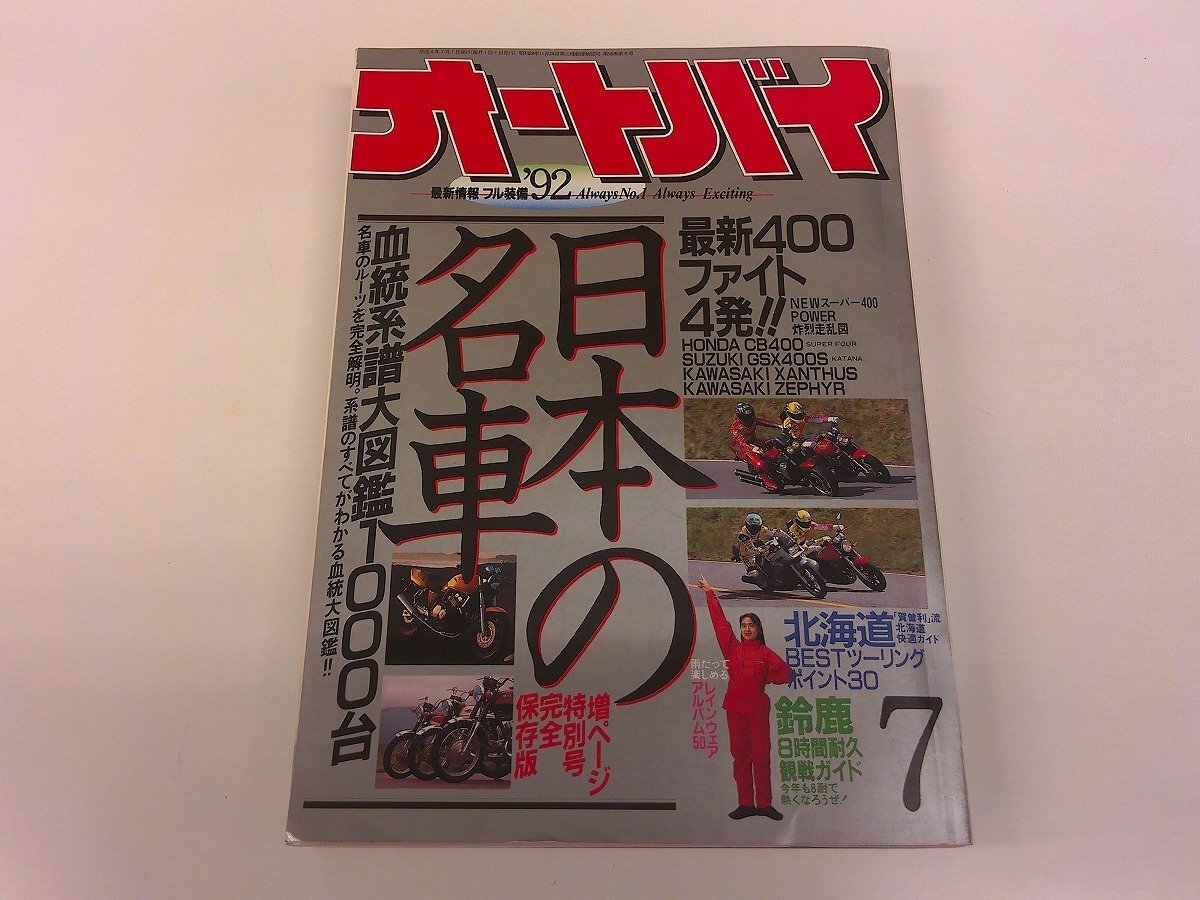 オートバイ
最新情報 フル装備 '92 Always No.1 Always Exciting
日本の
名車
血統系譜大図鑑1000台
名車のルーツを完全解明。系譜のすべてがわかる血統大図鑑!!
増ページ
特別号
完全
保存版
最新400
ファイト
4発!!
NEWスーパー400
POWER
炸烈走乱図
HONDA CB400 SUPER FOUR
SUZUKI GSX400S KATANA
KAWASAKI XANTHUS
KAWASAKI ZEPHYR
北海道
「賀曽利」流
北海道
快適ガイド
BESTツーリング
ポイント30
雨だって
楽しめる
レインウエア
アルバム50
鈴鹿
8時間耐久
観戦ガイド
今年も8耐で
熱くなろうぜ!
7